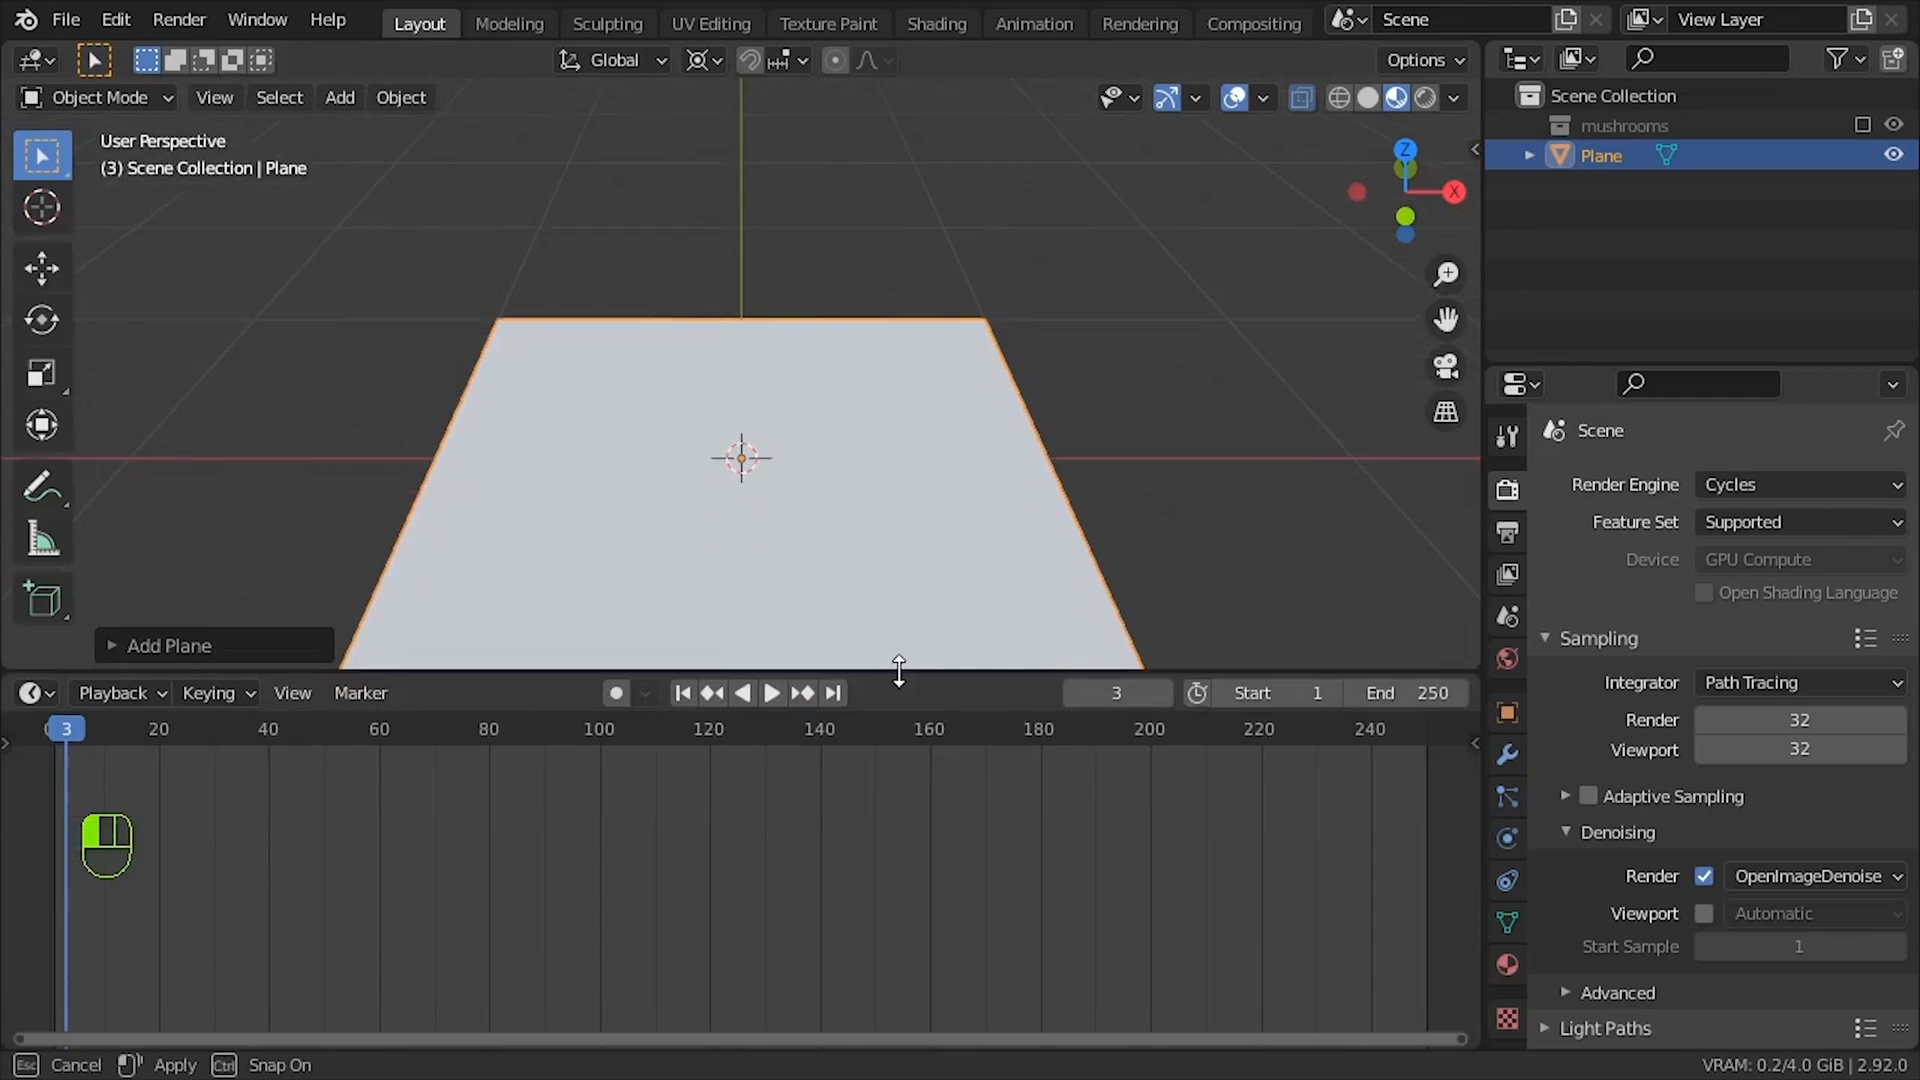 File Edit Render Window Help Layout Modeling Sculpting UV Editing Texture Paint Shading Animation Rendering Compositing Scene View Layer
Global Options
Object Mode View Select Add Object
User Perspective
(3) Scene Collection | Plane
Z
X
Add Plane
Scene Collection
mushrooms
Plane
Scene
Render Engine Cycles
Feature Set Supported
Device GPU Compute
Open Shading Language
Sampling
Integrator Path Tracing
Render 32
Viewport 32
Adaptive Sampling
Denoising
Render OpenImageDenoise
Viewport Automatic
Start Sample 1
Advanced
Light Paths
Playback Keying View Marker 3 Start 1 End 250
3 20 40 60 80 100 120 140 160 180 200 220 240
Esc Cancel Apply Ctrl Snap On VRAM: 0.2/4.0 GiB | 2.92.0